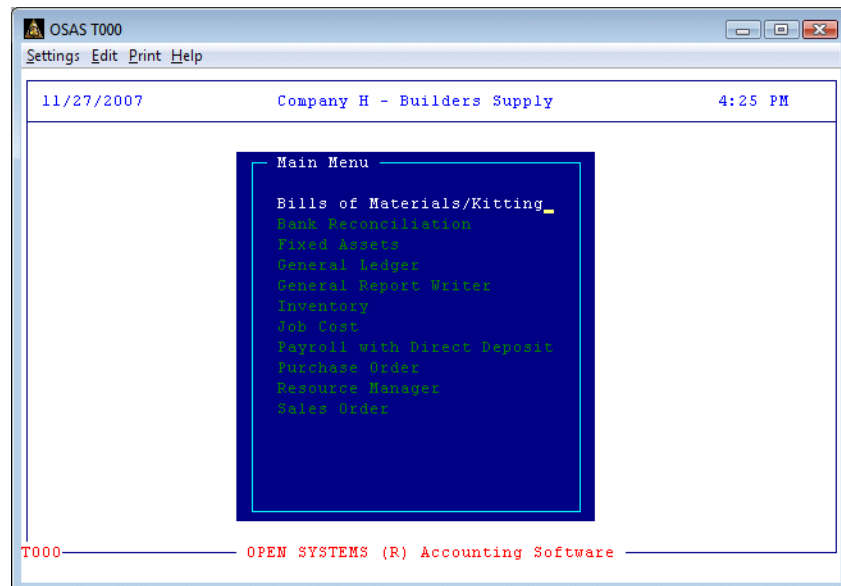 OSAS T000
Settings Edit Print Help
11/27/2007 Company H - Builders Supply 4:25 PM
Main Menu
Bills of Materials/Kitting_
Bank Reconciliation
Fixed Assets
General Ledger
General Report Writer
Inventory
Job Cost
Payroll with Direct Deposit
Purchase Order
Resource Manager
Sales Order
T000 OPEN SYSTEMS (R) Accounting Software